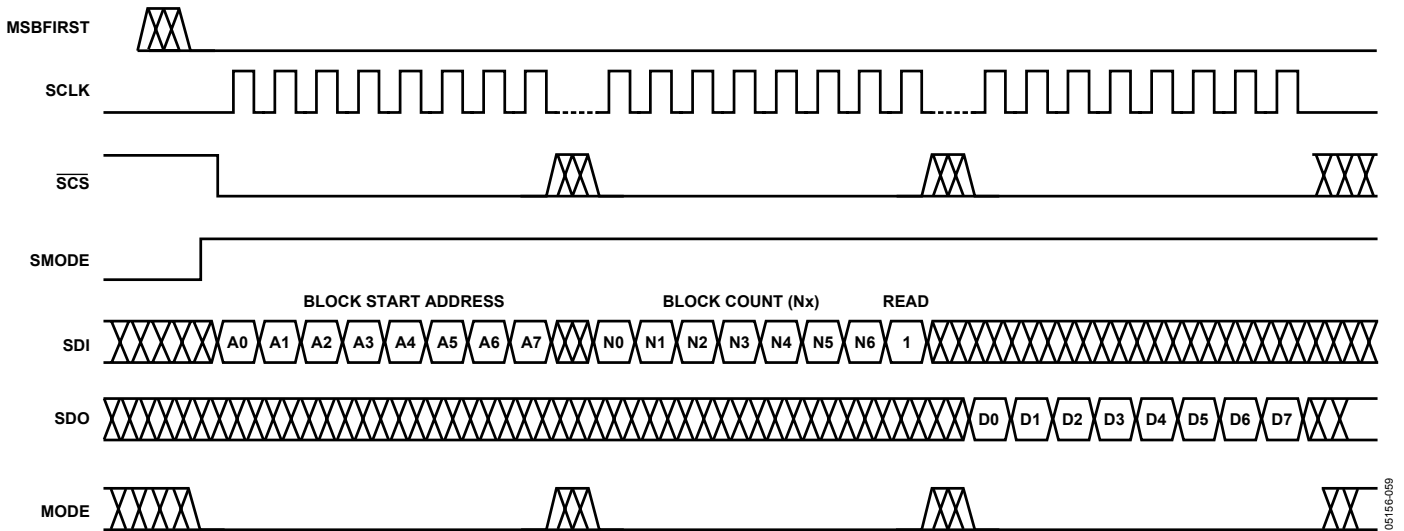 MSBFIRST
SCLK
SCS
SMODE
BLOCK START ADDRESS BLOCK COUNT (Nx) READ
SDI A0 A1 A2 A3 A4 A5 A6 A7 N0 N1 N2 N3 N4 N5 N6 1
SDO D0 D1 D2 D3 D4 D5 D6 D7
MODE
05156-059